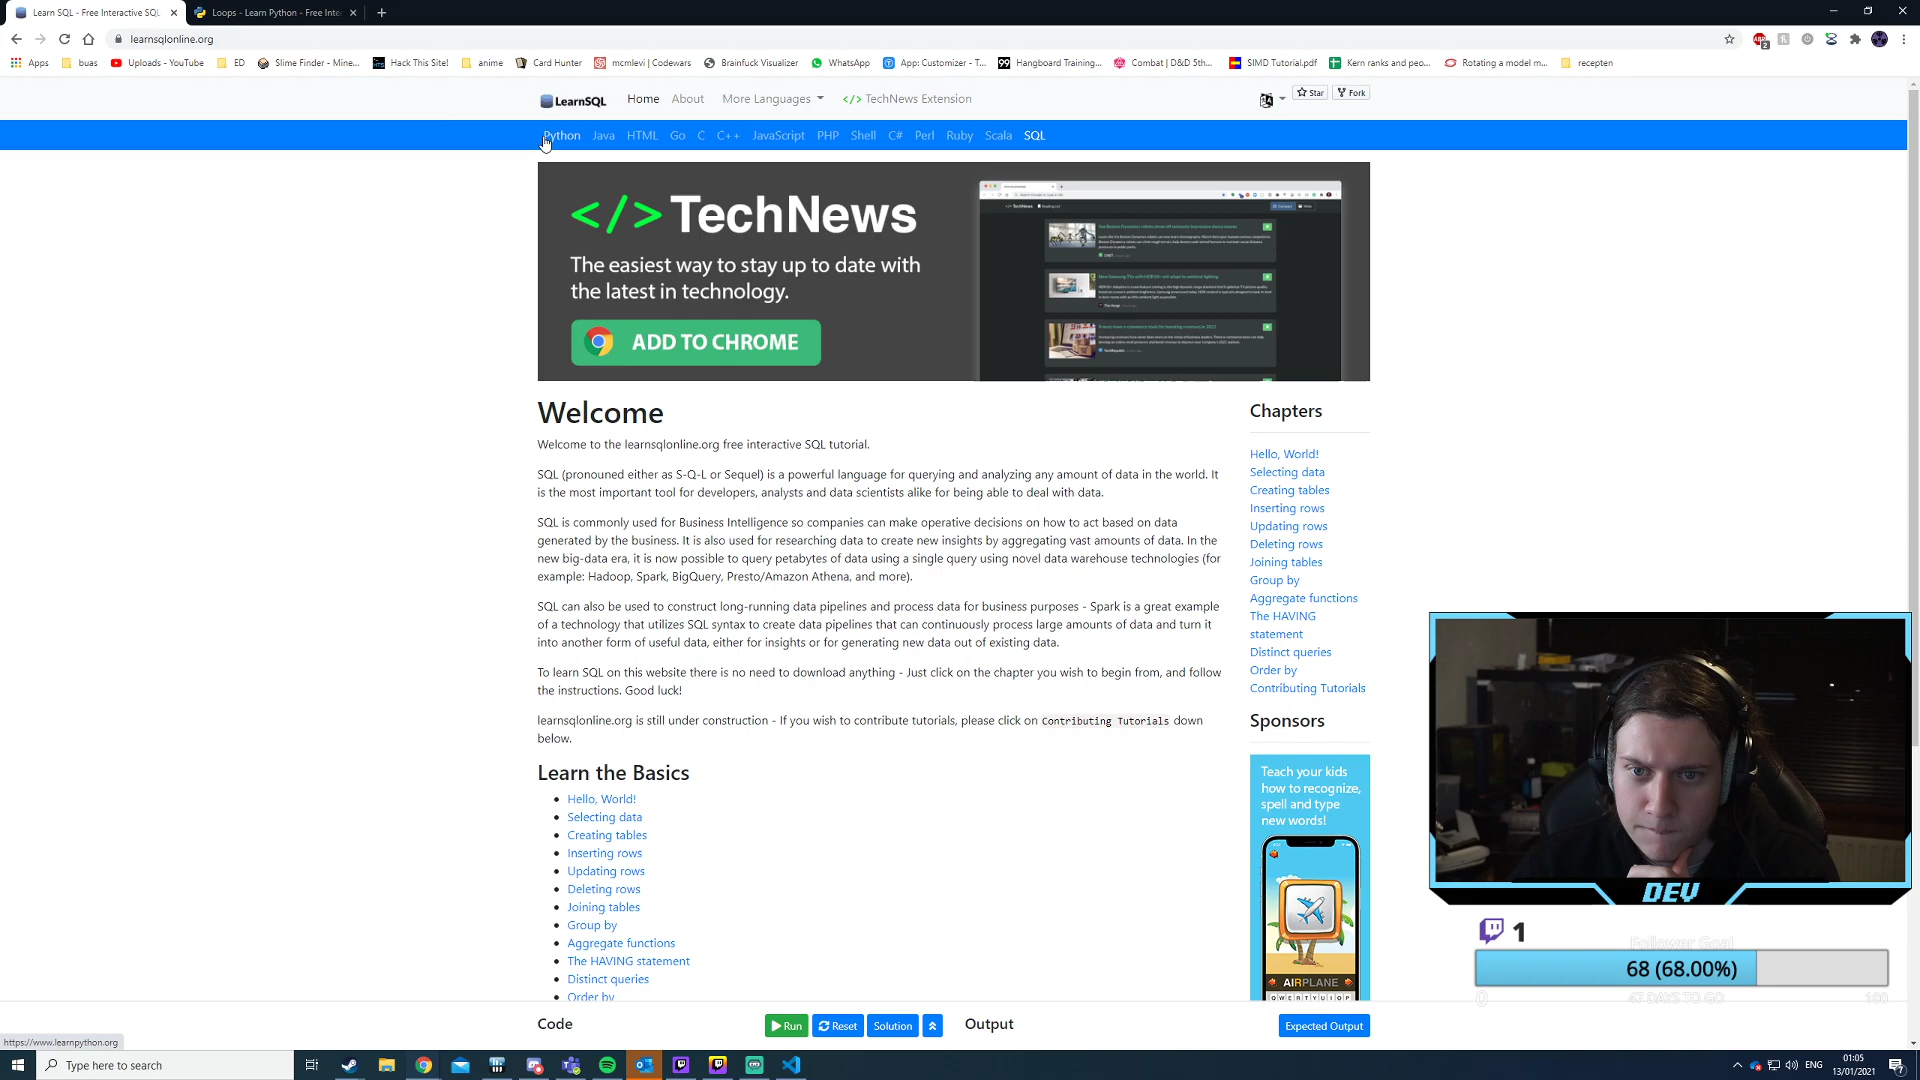 Learn SQL - Free Interactive SQL
Loops - Learn Python - Free Inte
learnsqlonline.org
Apps
buas
Uploads - YouTube
ED
Slime Finder - Mine...
Hack This Site!
anime
Card Hunter
mcmlevi | Codewars
Brainfuck Visualizer
WhatsApp
App: Customizer - T...
Hangboard Training...
Combat | D&D 5th...
SIMD Tutorial.pdf
Kern ranks and peo...
Rotating a model m...
recepten
LearnSQL
Home
About
More Languages
</> TechNews Extension
Star
Fork
Python Java HTML Go C C++ JavaScript PHP Shell C# Perl Ruby Scala SQL
</> TechNews
The easiest way to stay up to date with
the latest in technology.
ADD TO CHROME
Welcome
Welcome to the learnsqlonline.org free interactive SQL tutorial.
SQL (pronouned either as S-Q-L or Sequel) is a powerful language for querying and analyzing any amount of data in the world. It
is the most important tool for developers, analysts and data scientists alike for being able to deal with data.
SQL is commonly used for Business Intelligence so companies can make operative decisions on how to act based on data
generated by the business. It is also used for researching data to create new insights by aggregating vast amounts of data. In the
new big-data era, it is now possible to query petabytes of data using a single query using novel data warehouse technologies (for
example: Hadoop, Spark, BigQuery, Presto/Amazon Athena, and more).
SQL can also be used to construct long-running data pipelines and process data for business purposes - Spark is a great example
of a technology that utilizes SQL syntax to create data pipelines that can continuously process large amounts of data and turn it
into another form of useful data, either for insights or for generating new data out of existing data.
To learn SQL on this website there is no need to download anything - Just click on the chapter you wish to begin from, and follow
the instructions. Good luck!
learnsqlonline.org is still under construction - If you wish to contribute tutorials, please click on Contributing Tutorials down
below.
Learn the Basics
Hello, World!
Selecting data
Creating tables
Inserting rows
Updating rows
Deleting rows
Joining tables
Group by
Aggregate functions
The HAVING statement
Distinct queries
Order by
Chapters
Hello, World!
Selecting data
Creating tables
Inserting rows
Updating rows
Deleting rows
Joining tables
Group by
Aggregate functions
The HAVING
statement
Distinct queries
Order by
Contributing Tutorials
Sponsors
Teach your kids
how to recognize,
spell and type
new words!
AIRPLANE
QWERTYUIOP
DEV
1
Follower Goal
68 (68.00%)
0
47 DAYS TO GO
100
Code
Run
Reset
Solution
Output
Expected Output
https://www.learnpython.org
Type here to search
ENG
01:05
13/01/2021